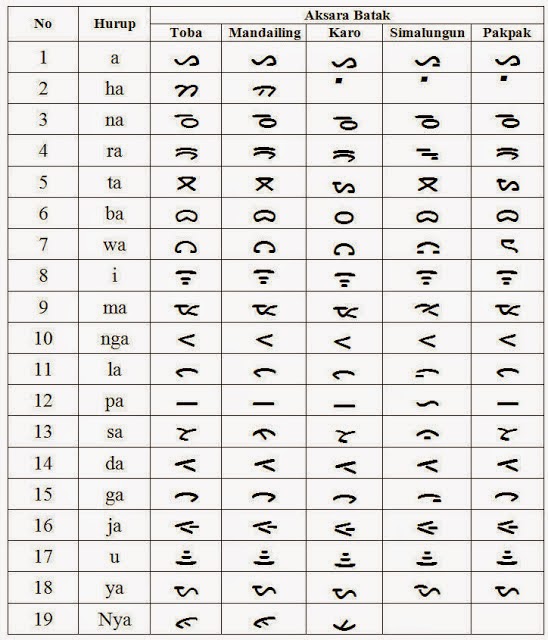 No Hurup Aksara Batak
Toba Mandailing Karo Simalungun Pakpak
1 a ᯀ ᯀ ᯀ ᯁ ᯀ
2 ha ᯂ ᯄ ▪ ▪ ▪
3 na ᯉ ᯉ ᯉ ᯉ ᯉ
4 ra ᯒ ᯒ ᯒ ᯓ ᯒ
5 ta ᯖ ᯖ ᯗ ᯖ ᯗ
6 ba ᯅ ᯅ ᯆ ᯅ ᯅ
7 wa ᯋ ᯋ ᯋ ᯌ ᯍ
8 i ᯤ ᯤ ᯤ ᯤ ᯤ
9 ma ᯔ ᯔ ᯔ ᯕ ᯔ
10 nga ᯝ ᯝ ᯝ ᯝ ᯝ
11 la ᯞ ᯞ ᯞ ᯟ ᯞ
12 pa ᯇ ᯇ ᯇ ᯈ ᯇ
13 sa ᯘ ᯚ ᯘ ᯙ ᯘ
14 da ᯑ ᯑ ᯑ ᯑ ᯑ
15 ga ᯎ ᯎ ᯎ ᯏ ᯎ
16 ja ᯐ ᯐ ᯐ ᯐ ᯐ
17 u ᯥ ᯥ ᯥ ᯥ ᯥ
18 ya ᯛ ᯛ ᯛ ᯜ ᯛ
19 Nya ᯠ ᯠ ᯡ